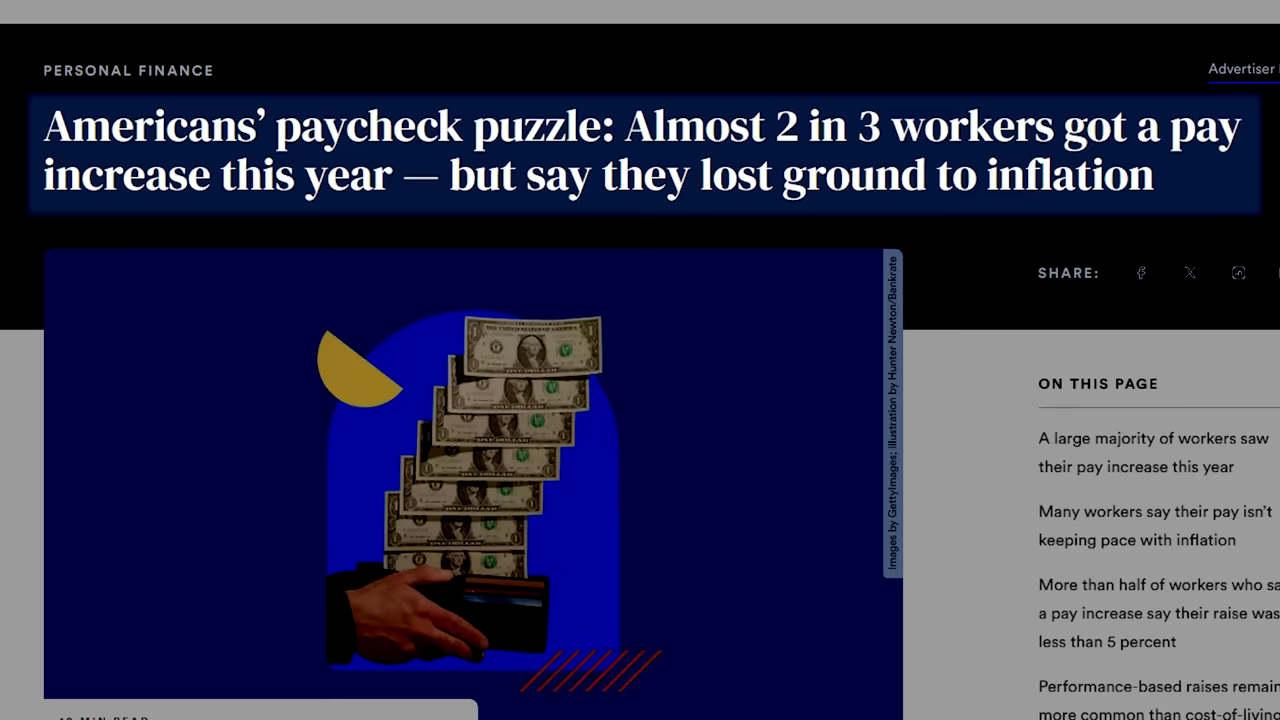 PERSONAL FINANCE
Advertiser
Americans’ paycheck puzzle: Almost 2 in 3 workers got a pay
increase this year — but say they lost ground to inflation
Images by GettyImages; Illustration by Hunter Newton/Bankrate
SHARE:
ON THIS PAGE
A large majority of workers saw
their pay increase this year
Many workers say their pay isn’t
keeping pace with inflation
More than half of workers who
a pay increase say their raise was
less than 5 percent
Performance-based raises remain
more common than
MIN READ